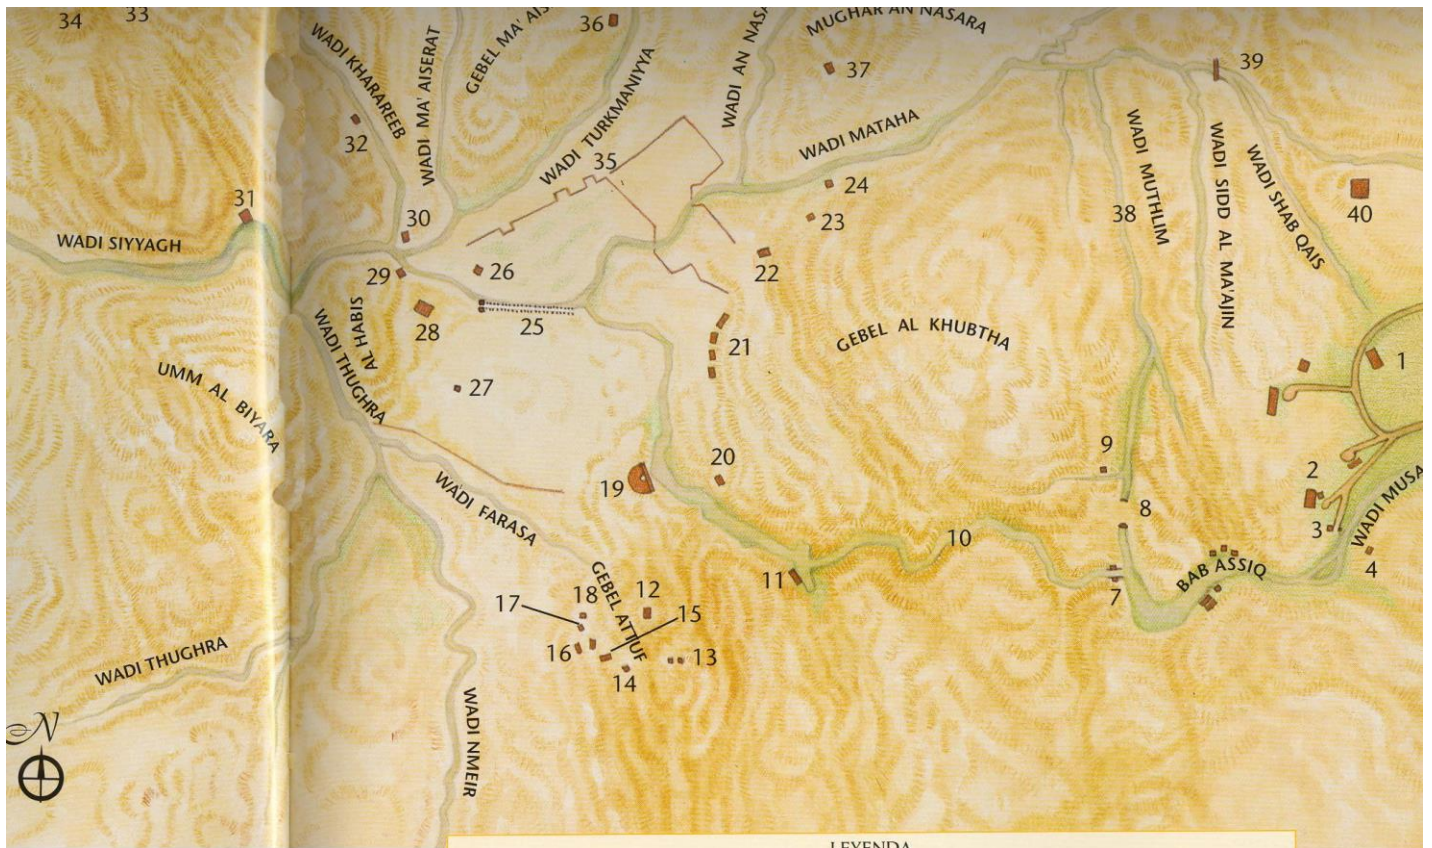 34
33
36
MUGHAR AN NASARA
WADI KHARAREEB
WADI MA' AISERAT
GEBEL MA' AIS
WADI TURKMANIYYA
WADI AN NASA
37
39
32
WADI MATAHA
35
WADI MUTHLIM
WADI SIDD AL MA'AJIN
WADI SHAB QAIS
31
30
24
23
38
40
WADI SIYYAGH
29
26
22
28
25
21
AL HABIS
WADI THUGHRA
GEBEL AL KHUBTHA
1
UMM AL BIYARA
27
20
9
2
19
WADI FARASA
8
3
WADI MUSA
10
4
11
7
BAB ASSIQ
GEBEL ATTUF
17
18
12
15
16
13
14
WADI THUGHRA
WADI NMEIR
N
LEYENDA